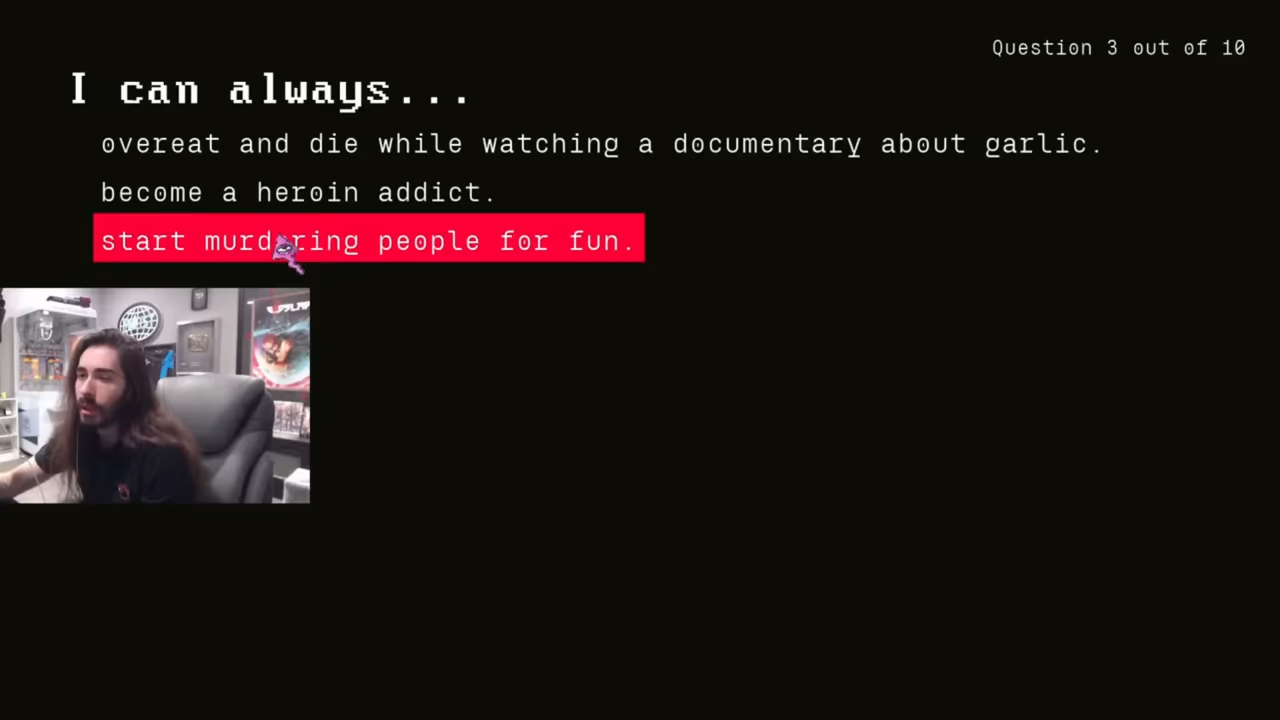 Question 3 out of 10
I can always...
overeat and die while watching a documentary about garlic.
become a heroin addict.
start murdering people for fun.